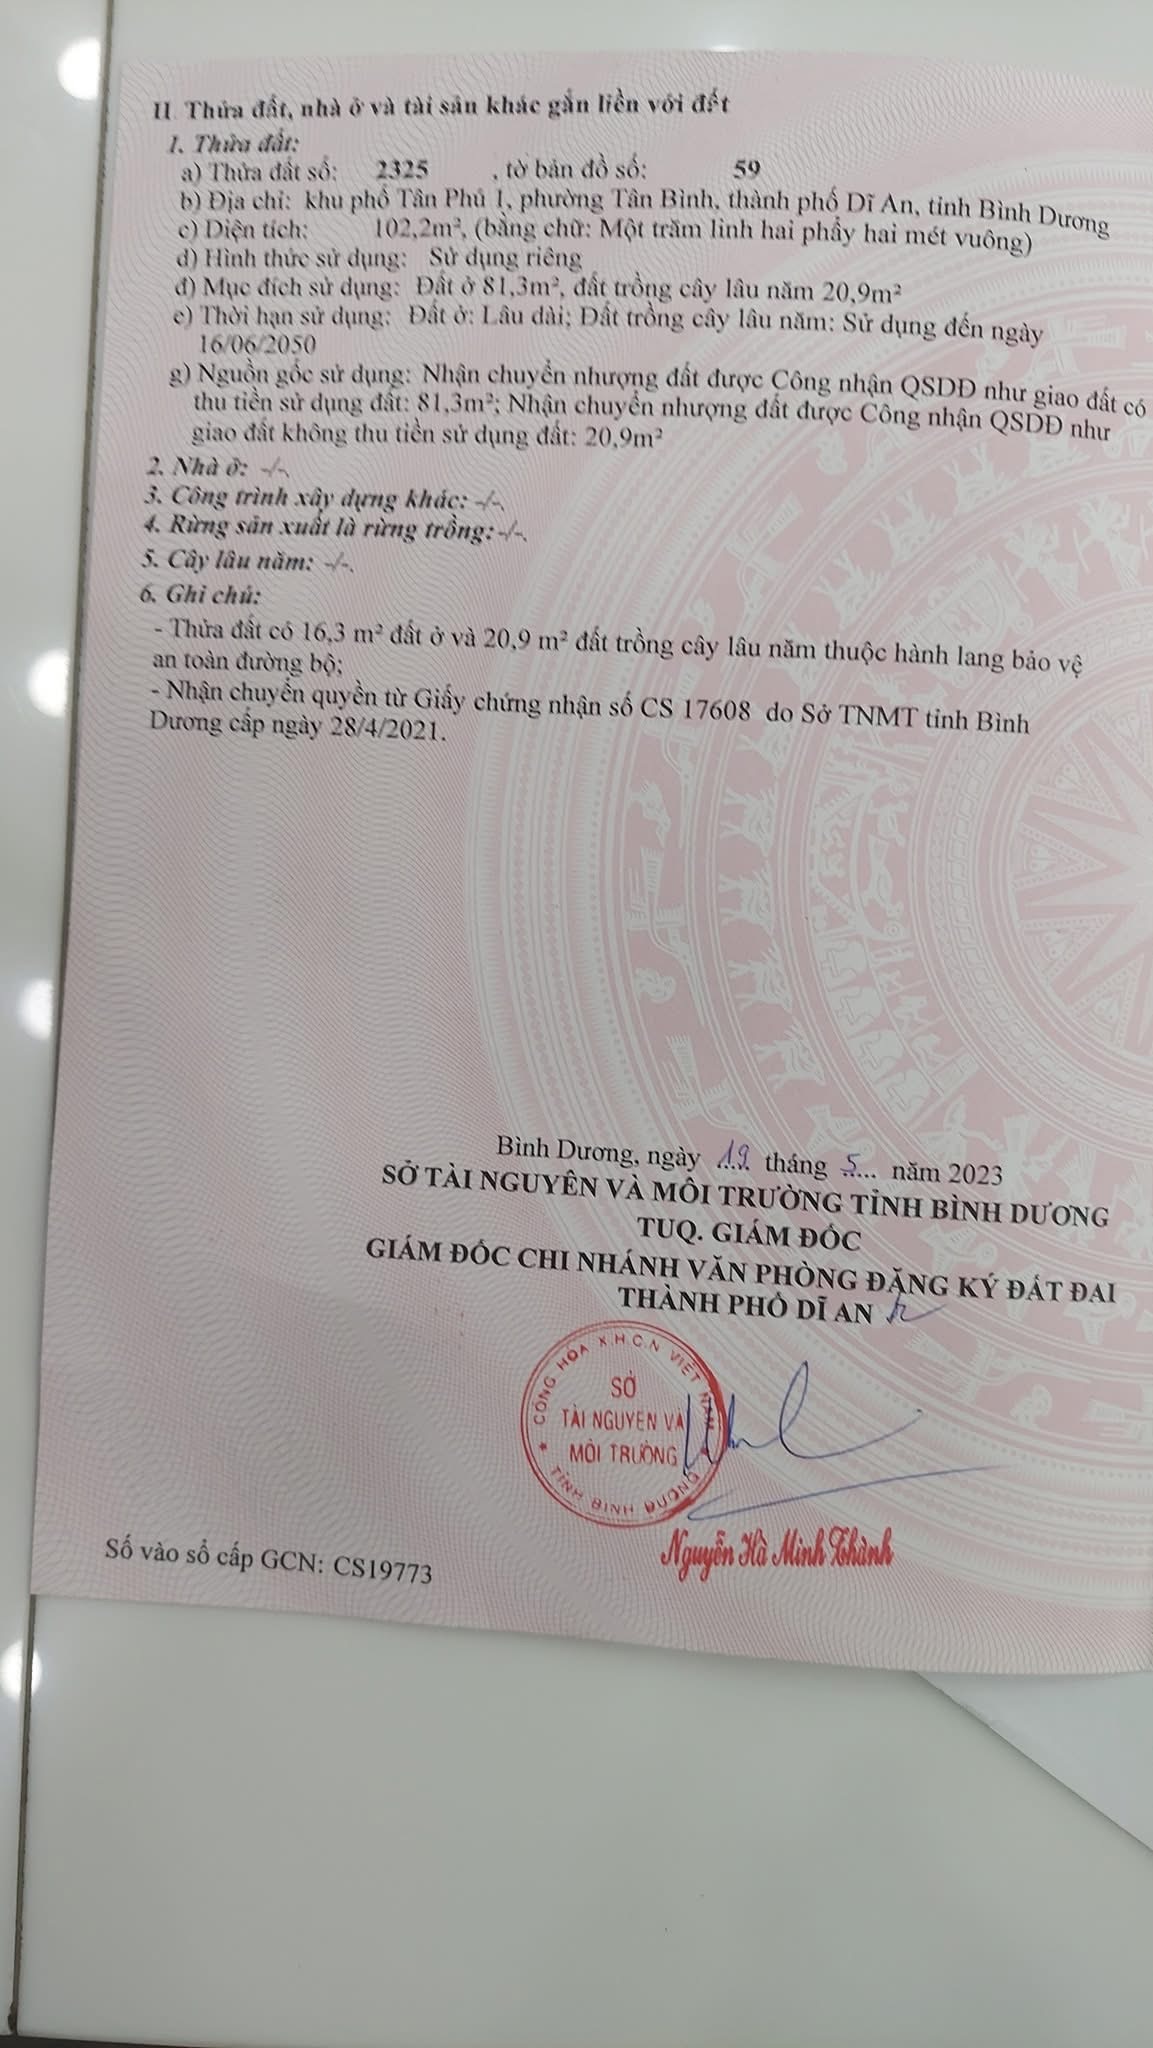 II Thửa đất, nhà ở và tài sản khác gắn liền với đất
1. Thửa đất:
a) Thửa đất số: 2325 , tờ bản đồ số: 59
b) Địa chỉ: khu phố Tân Phú 1, phường Tân Bình, thành phố Dĩ An, tỉnh Bình Dương
c) Diện tích: 102,2m², (bằng chữ: Một trăm linh hai phẩy hai mét vuông)
d) Hình thức sử dụng: Sử dụng riêng
đ) Mục đích sử dụng: Đất ở 81,3m², đất trồng cây lâu năm 20,9m²
e) Thời hạn sử dụng: Đất ở: Lâu dài; Đất trồng cây lâu năm: Sử dụng đến ngày
16/06/2050
g) Nguồn gốc sử dụng: Nhận chuyển nhượng đất được Công nhận QSDĐ như giao đất có
thu tiền sử dụng đất: 81,3m²; Nhận chuyển nhượng đất được Công nhận QSDĐ như
giao đất không thu tiền sử dụng đất: 20,9m²
2. Nhà ở: -/-.
3. Công trình xây dựng khác: -/-.
4. Rừng sản xuất là rừng trồng: -/-.
5. Cây lâu năm: -/-.
6. Ghi chú:
- Thửa đất có 16,3 m² đất ở và 20,9 m² đất trồng cây lâu năm thuộc hành lang bảo vệ
an toàn đường bộ;
- Nhận chuyển quyền từ Giấy chứng nhận số CS 17608 do Sở TNMT tỉnh Bình
Dương cấp ngày 28/4/2021.
Bình Dương, ngày 19 tháng 5 năm 2023
SỞ TÀI NGUYÊN VÀ MÔI TRƯỜNG TỈNH BÌNH DƯƠNG
TUQ. GIÁM ĐỐC
GIÁM ĐỐC CHI NHÁNH VĂN PHÒNG ĐĂNG KÝ ĐẤT ĐAI
THÀNH PHỐ DĨ AN
CỘNG HÒA X.H.C.N VIỆT NAM
SỞ
TÀI NGUYÊN VÀ
MÔI TRƯỜNG
TỈNH BÌNH DƯƠNG
Nguyễn Hà Minh Thành
Số vào sổ cấp GCN: CS19773